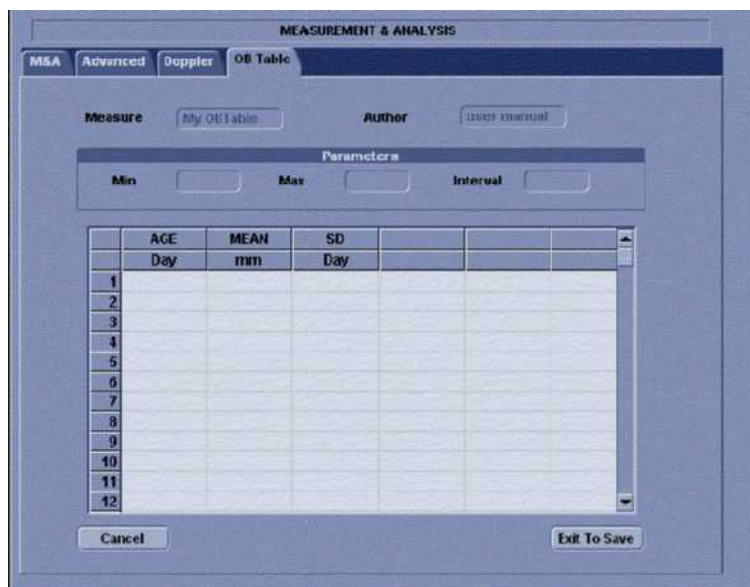 MEASUREMENT & ANALYSIS
M&A Advanced Doppler OB Table
Measure My OBTable Author user manual
Parameters
Min Max Interval
AGE MEAN SD
Day mm Day
1
2
3
4
5
6
7
8
9
10
11
12
Cancel Exit To Save